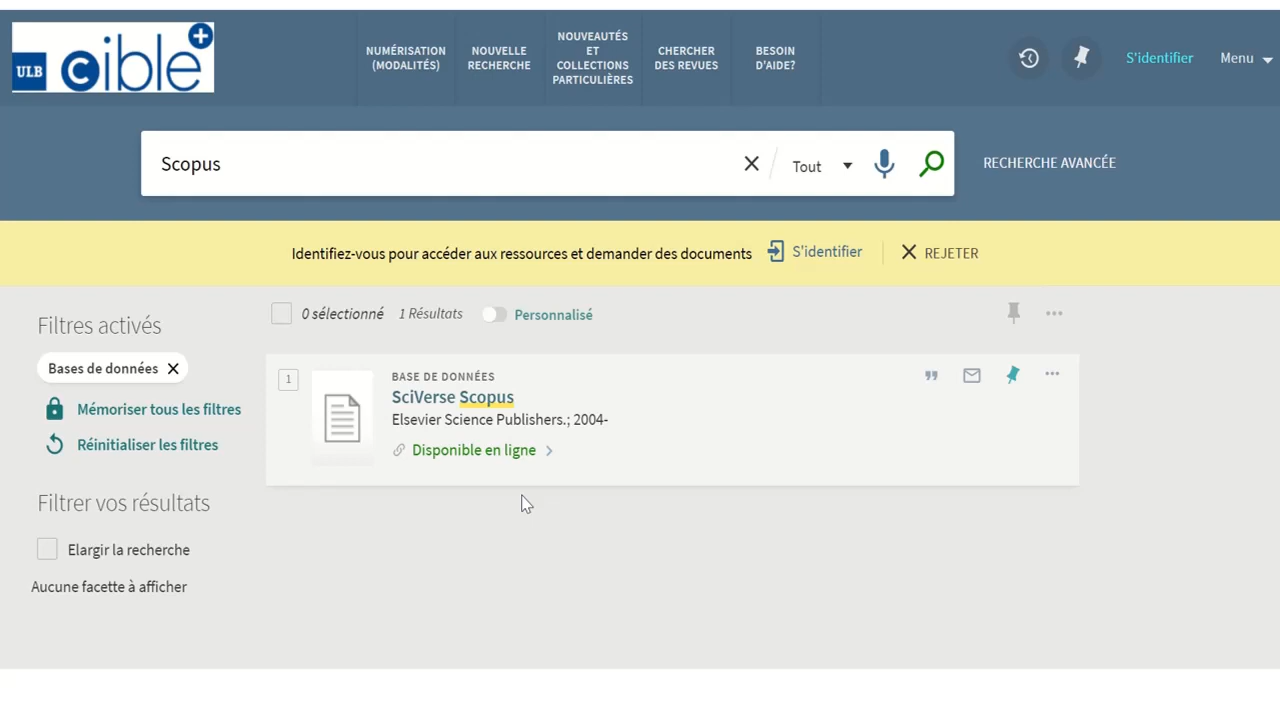 ULB cible+
NUMÉRISATION
(MODALITÉS)
NOUVELLE
RECHERCHE
NOUVEAUTÉS
ET
COLLECTIONS
PARTICULIÈRES
CHERCHER
DES REVUES
BESOIN
D'AIDE?
S'identifier
Menu
Scopus
Tout
RECHERCHE AVANCÉE
Identifiez-vous pour accéder aux ressources et demander des documents
S'identifier
REJETER
Filtres activés
Bases de données
Mémoriser tous les filtres
Réinitialiser les filtres
Filtrer vos résultats
Elargir la recherche
Aucune facette à afficher
0 sélectionné
1 Résultats
Personnalisé
1
BASE DE DONNÉES
SciVerse Scopus
Elsevier Science Publishers.; 2004-
Disponible en ligne